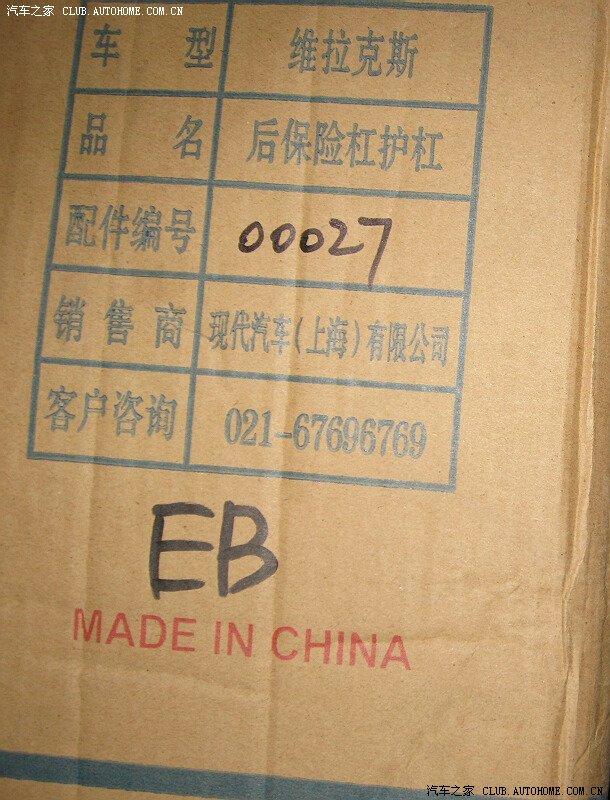 汽车之家 CLUB.AUTOHOME.COM.CN
车 型 维拉克斯
品 名 后保险杠护杠
配件编号 00027
销售商 现代汽车(上海)有限公司
客户咨询 021-67696769
EB
MADE IN CHINA
汽车之家 CLUB.AUTOHOME.COM.CN